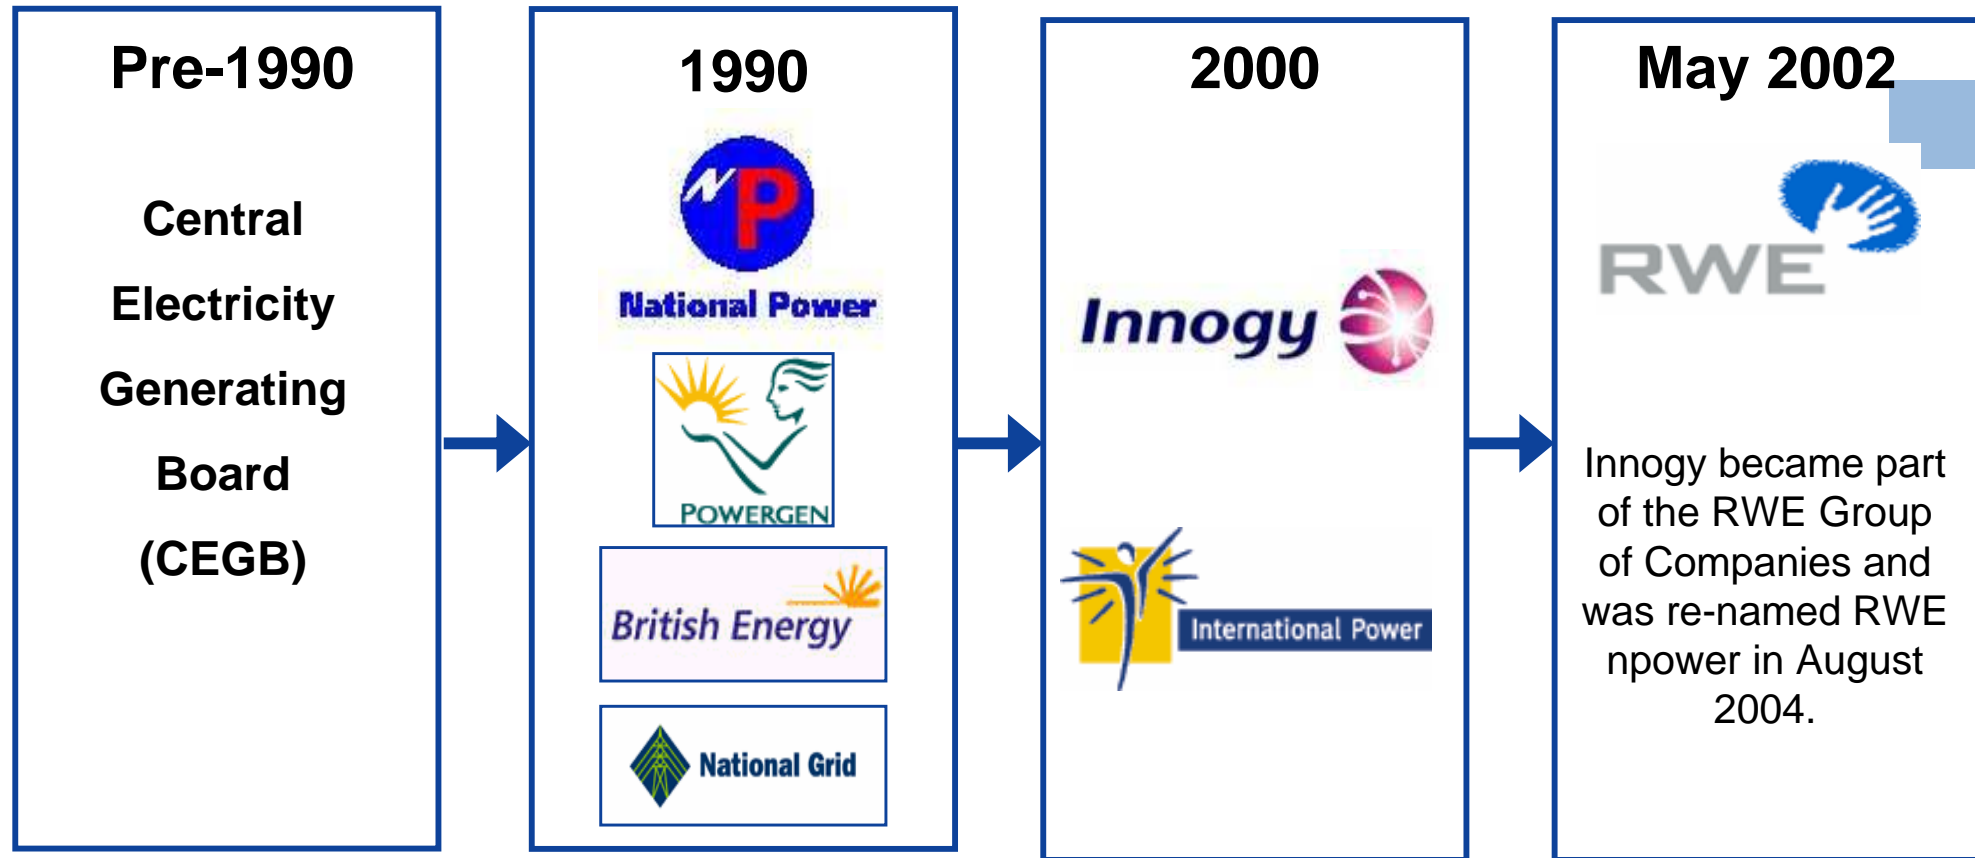 Pre-1990
Central
Electricity
Generating
Board
(CEGB)
1990
NP
National Power
POWERGEN
British Energy
National Grid
2000
Innogy
International Power
May 2002
RWE
Innogy became part
of the RWE Group
of Companies and
was re-named RWE
npower in August
2004.